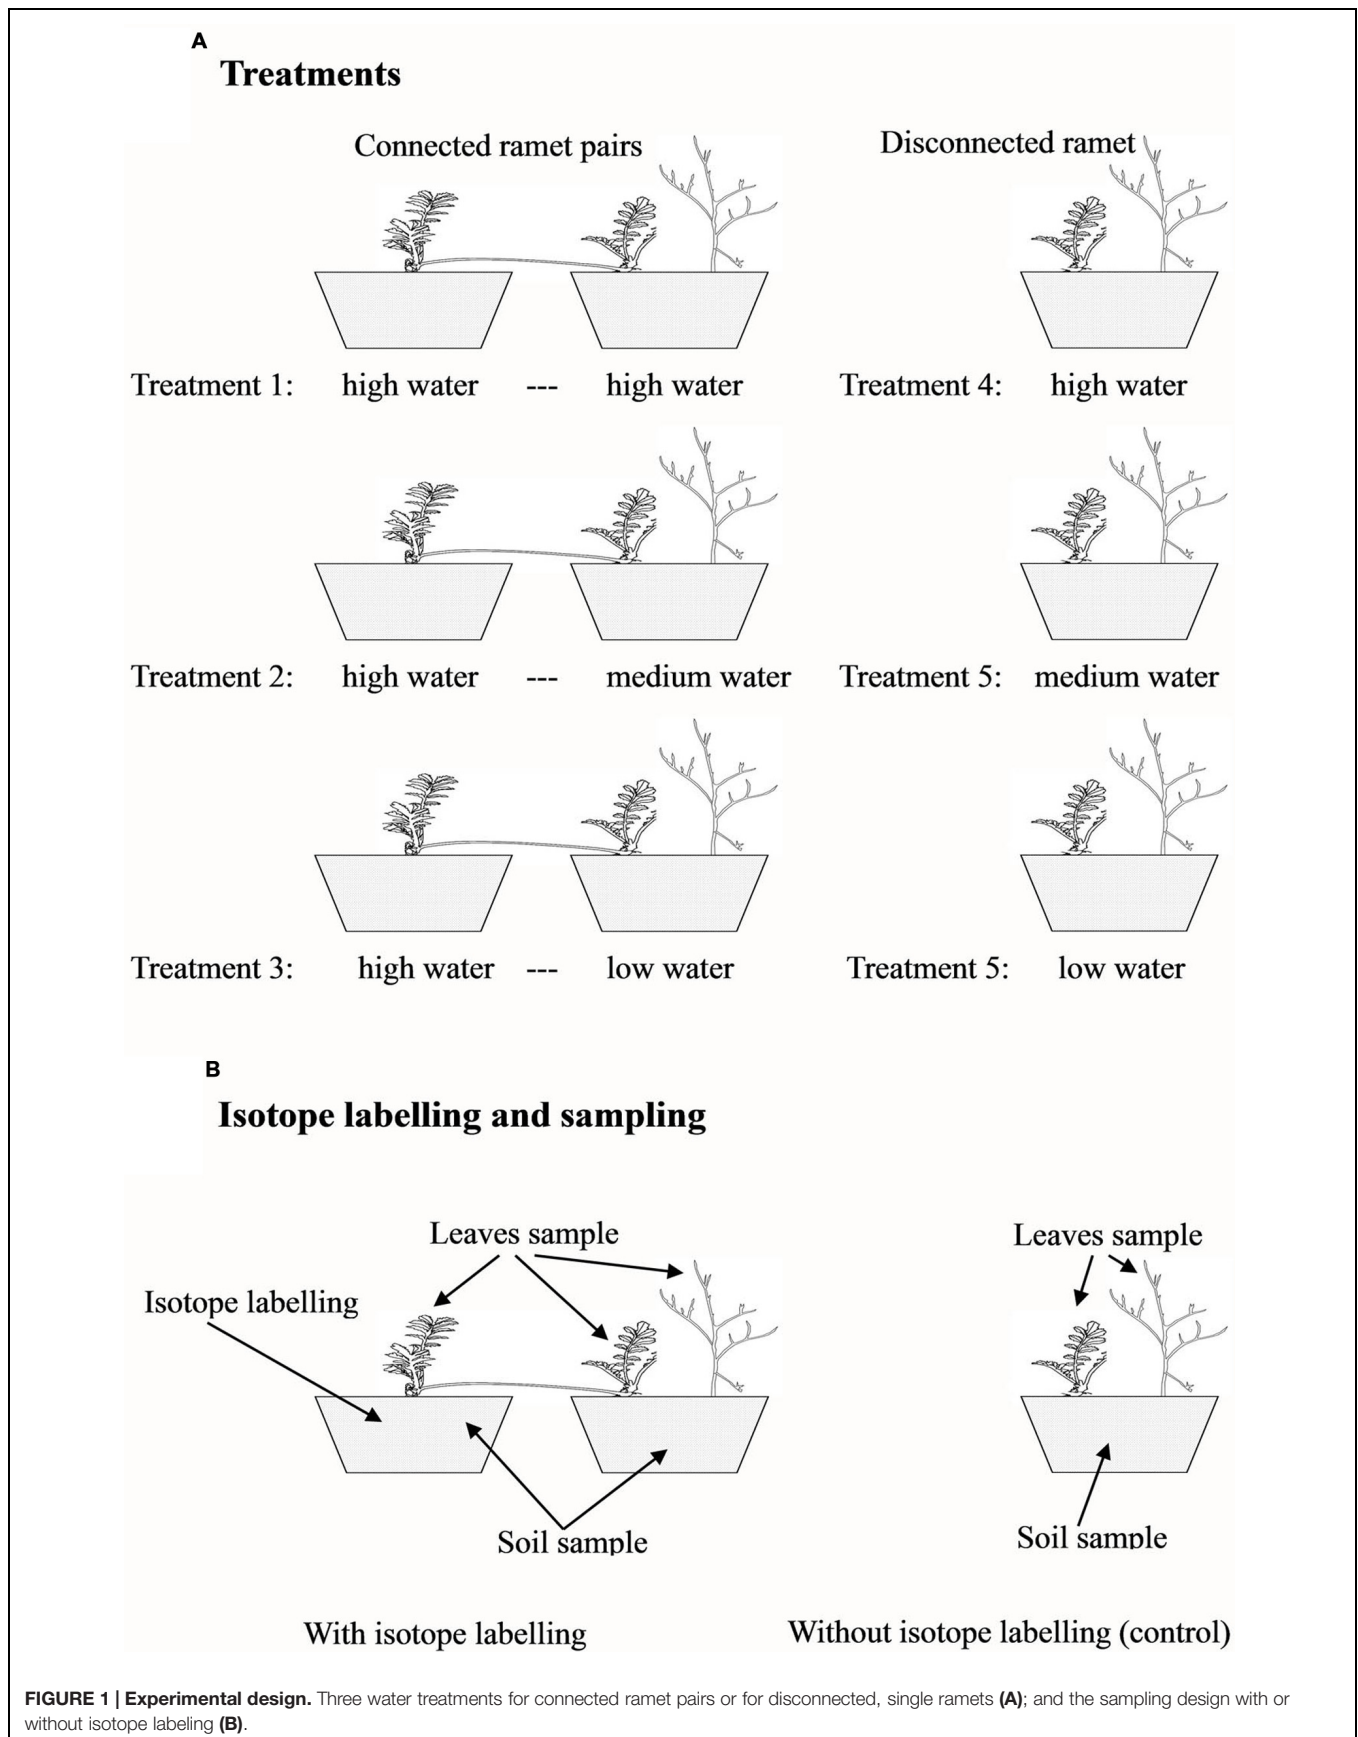 A
Treatments
Connected ramet pairs
Disconnected ramet
Treatment 1: high water --- high water
Treatment 4: high water
Treatment 2: high water --- medium water
Treatment 5: medium water
Treatment 3: high water --- low water
Treatment 5: low water
B
Isotope labelling and sampling
Leaves sample
Leaves sample
Isotope labelling
Soil sample
Soil sample
With isotope labelling
Without isotope labelling (control)
FIGURE 1 | Experimental design. Three water treatments for connected ramet pairs or for disconnected, single ramets (A); and the sampling design with or
without isotope labeling (B).